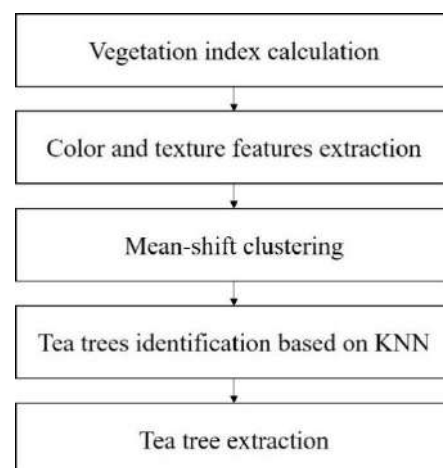 Vegetation index calculation
Color and texture features extraction
Mean-shift clustering
Tea trees identification based on KNN
Tea tree extraction